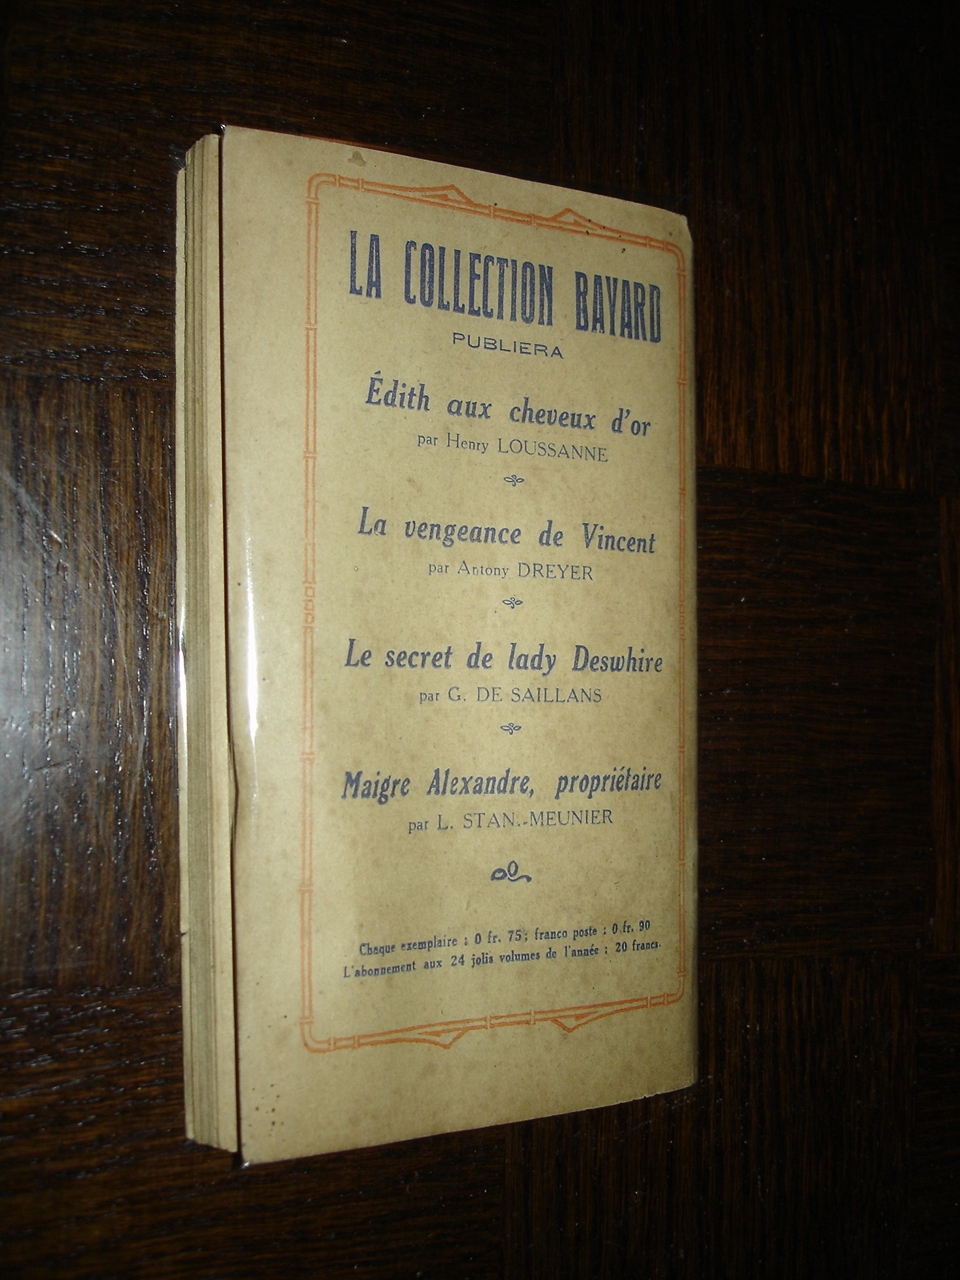 LA COLLECTION BAYARD
PUBLIERA
Édith aux cheveux d'or
par Henry LOUSSANNE
La vengeance de Vincent
par Antony DREYER
Le secret de lady Deswhire
par G. DE SAILLANS
Maigre Alexandre, propriétaire
par L. STAN.-MEUNIER
Chaque exemplaire : 0 fr. 75; franco poste : 0 fr. 90
L'abonnement aux 24 jolis volumes de l'année : 20 francs.